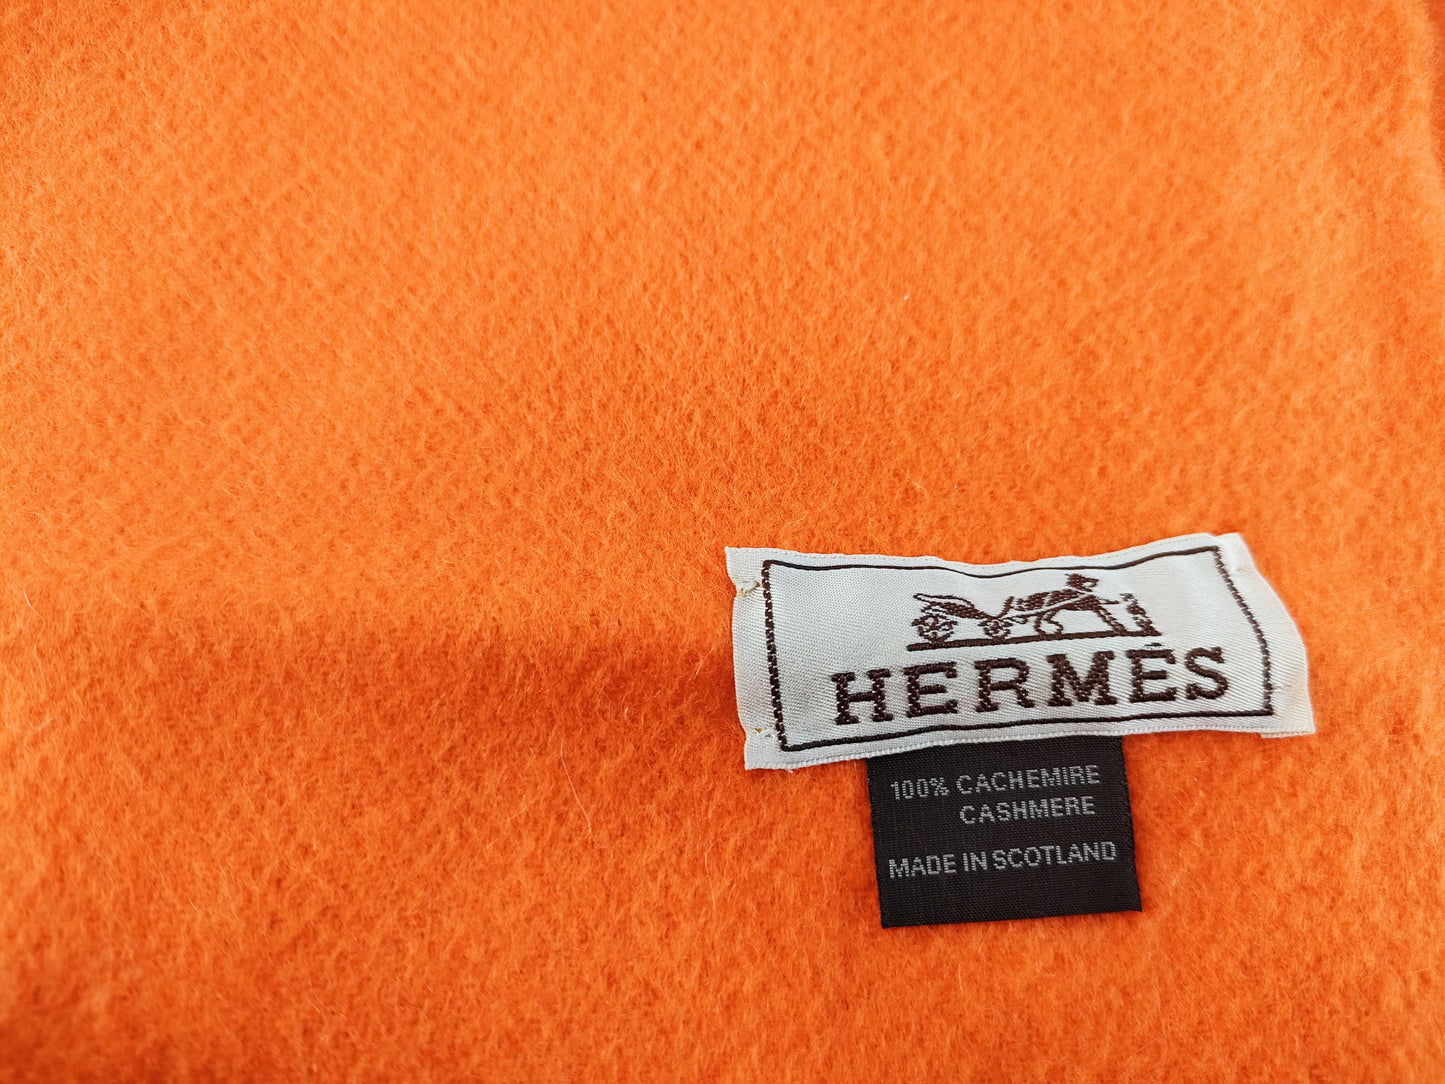 HERMÈS
100% CACHEMIRE
CASHMERE
MADE IN SCOTLAND